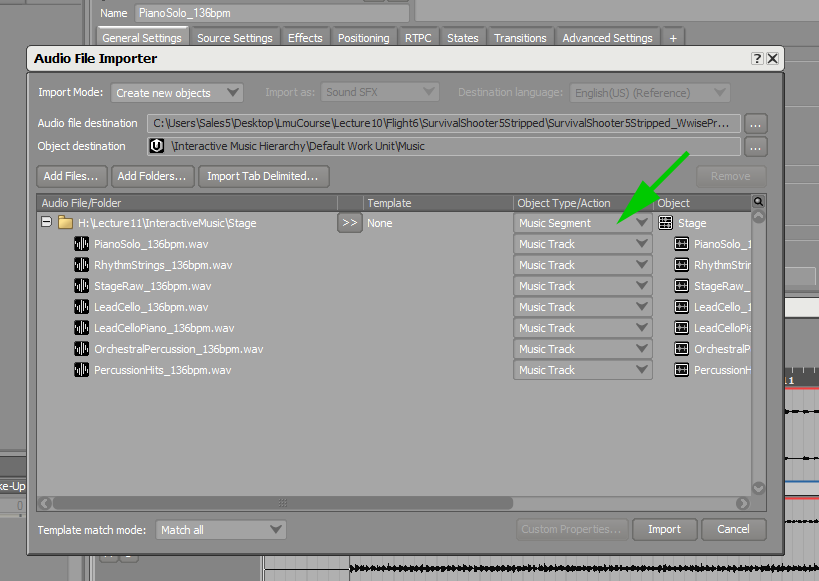 Name PianoSolo_136bpm
General Settings Source Settings Effects Positioning RTPC States Transitions Advanced Settings +
Audio File Importer ?
Import Mode: Create new objects Import as: Sound SFX Destination language: English(US) (Reference)
Audio file destination C:\Users\Sales5\Desktop\LmuCourse\Lecture10\Flight6\SurvivalShooter5Stripped\SurvivalShooter5Stripped_WwisePr... ...
Object destination \Interactive Music Hierarchy\Default Work Unit\Music ...
Add Files... Add Folders... Import Tab Delimited... Remove
Audio File/Folder Template Object Type/Action Object
H:\Lecture11\InteractiveMusic\Stage >> None Music Segment Stage
PianoSolo_136bpm.wav Music Track PianoSolo_1
RhythmStrings_136bpm.wav Music Track RhythmStrin
StageRaw_136bpm.wav Music Track StageRaw_
LeadCello_136bpm.wav Music Track LeadCello_1
LeadCelloPiano_136bpm.wav Music Track LeadCelloPia
OrchestralPercussion_136bpm.wav Music Track OrchestralP
PercussionHits_136bpm.wav Music Track PercussionH
11
ke-Up
0
Template match mode: Match all Custom Properties... Import Cancel